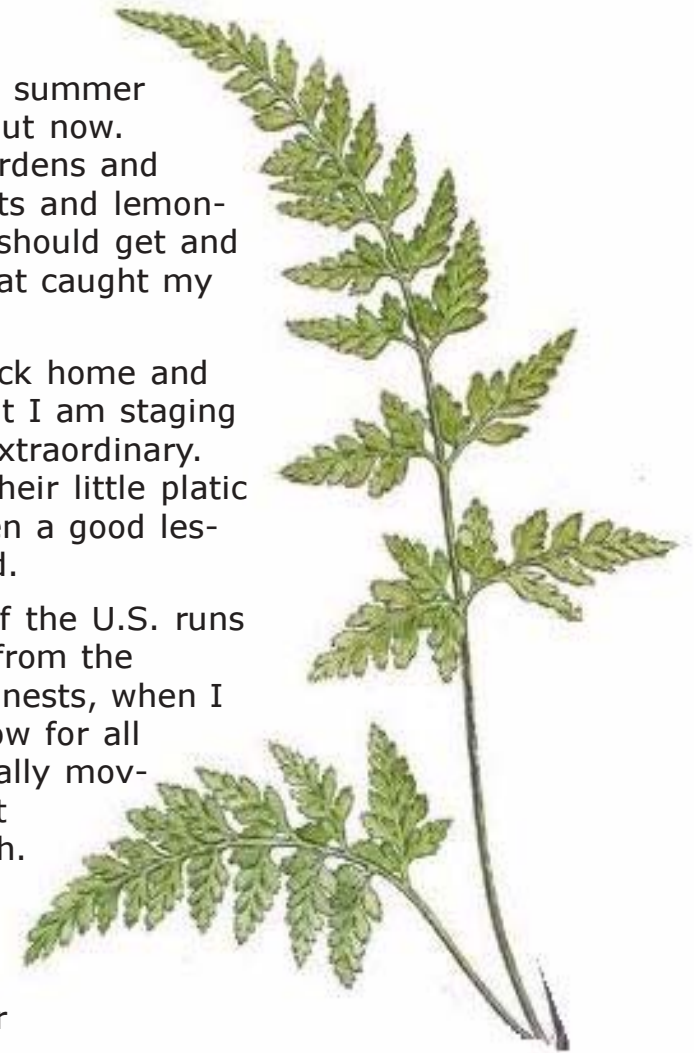 summer
ut now.
rdens and
ts and lemon-
should get and
at caught my
ck home and
t I am staging
xtraordinary.
heir little platic
en a good les-
d.
f the U.S. runs
from the
nests, when I
ow for all
ally mov-
t
h.
r